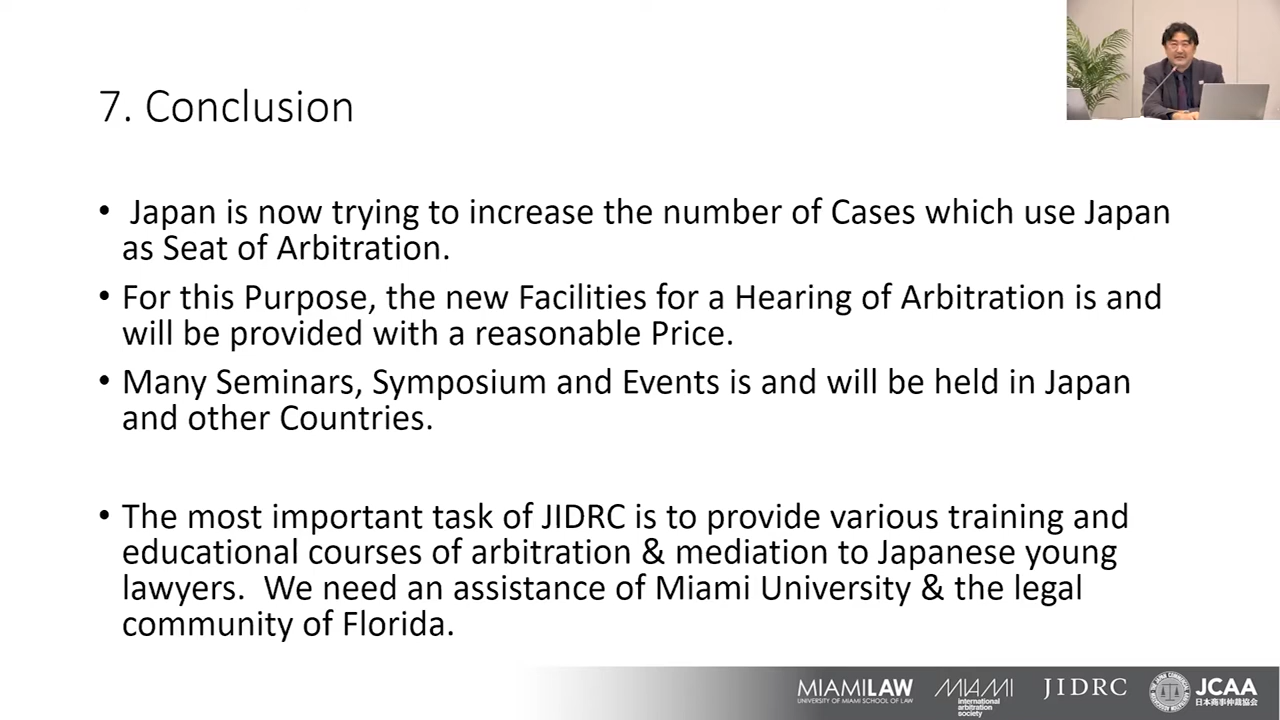 7. Conclusion
• Japan is now trying to increase the number of Cases which use Japan
as Seat of Arbitration.
• For this Purpose, the new Facilities for a Hearing of Arbitration is and
will be provided with a reasonable Price.
• Many Seminars, Symposium and Events is and will be held in Japan
and other Countries.
• The most important task of JIDRC is to provide various training and
educational courses of arbitration & mediation to Japanese young
lawyers.  We need an assistance of Miami University & the legal
community of Florida.
MIAMILAW
UNIVERSITY OF MIAMI SCHOOL OF LAW
MIAMI
international
arbitration
society
JIDRC
JCAA
日本商事仲裁協会